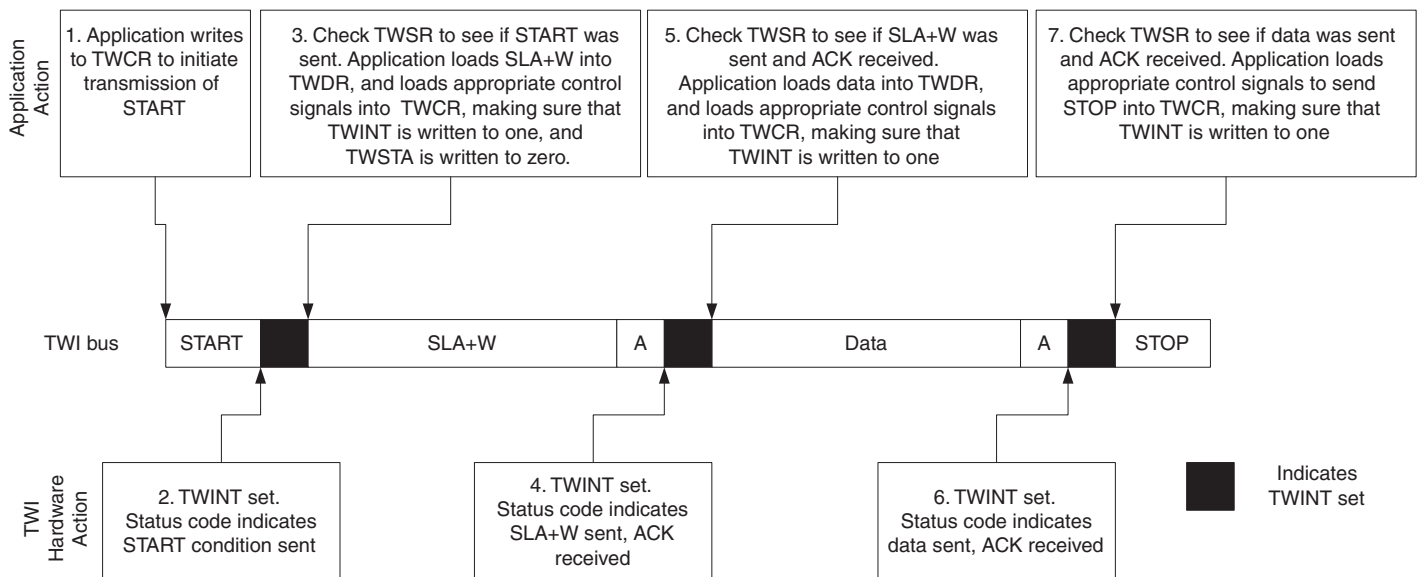 Application
Action
1. Application writes
to TWCR to initiate
transmission of
START
3. Check TWSR to see if START was
sent. Application loads SLA+W into
TWDR, and loads appropriate control
signals into TWCR, making sure that
TWINT is written to one, and
TWSTA is written to zero.
5. Check TWSR to see if SLA+W was
sent and ACK received.
Application loads data into TWDR,
and loads appropriate control signals
into TWCR, making sure that
TWINT is written to one
7. Check TWSR to see if data was sent
and ACK received. Application loads
appropriate control signals to send
STOP into TWCR, making sure that
TWINT is written to one
TWI bus
START
SLA+W
A
Data
A
STOP
TWI
Hardware
Action
2. TWINT set.
Status code indicates
START condition sent
4. TWINT set.
Status code indicates
SLA+W sent, ACK
received
6. TWINT set.
Status code indicates
data sent, ACK received
Indicates
TWINT set